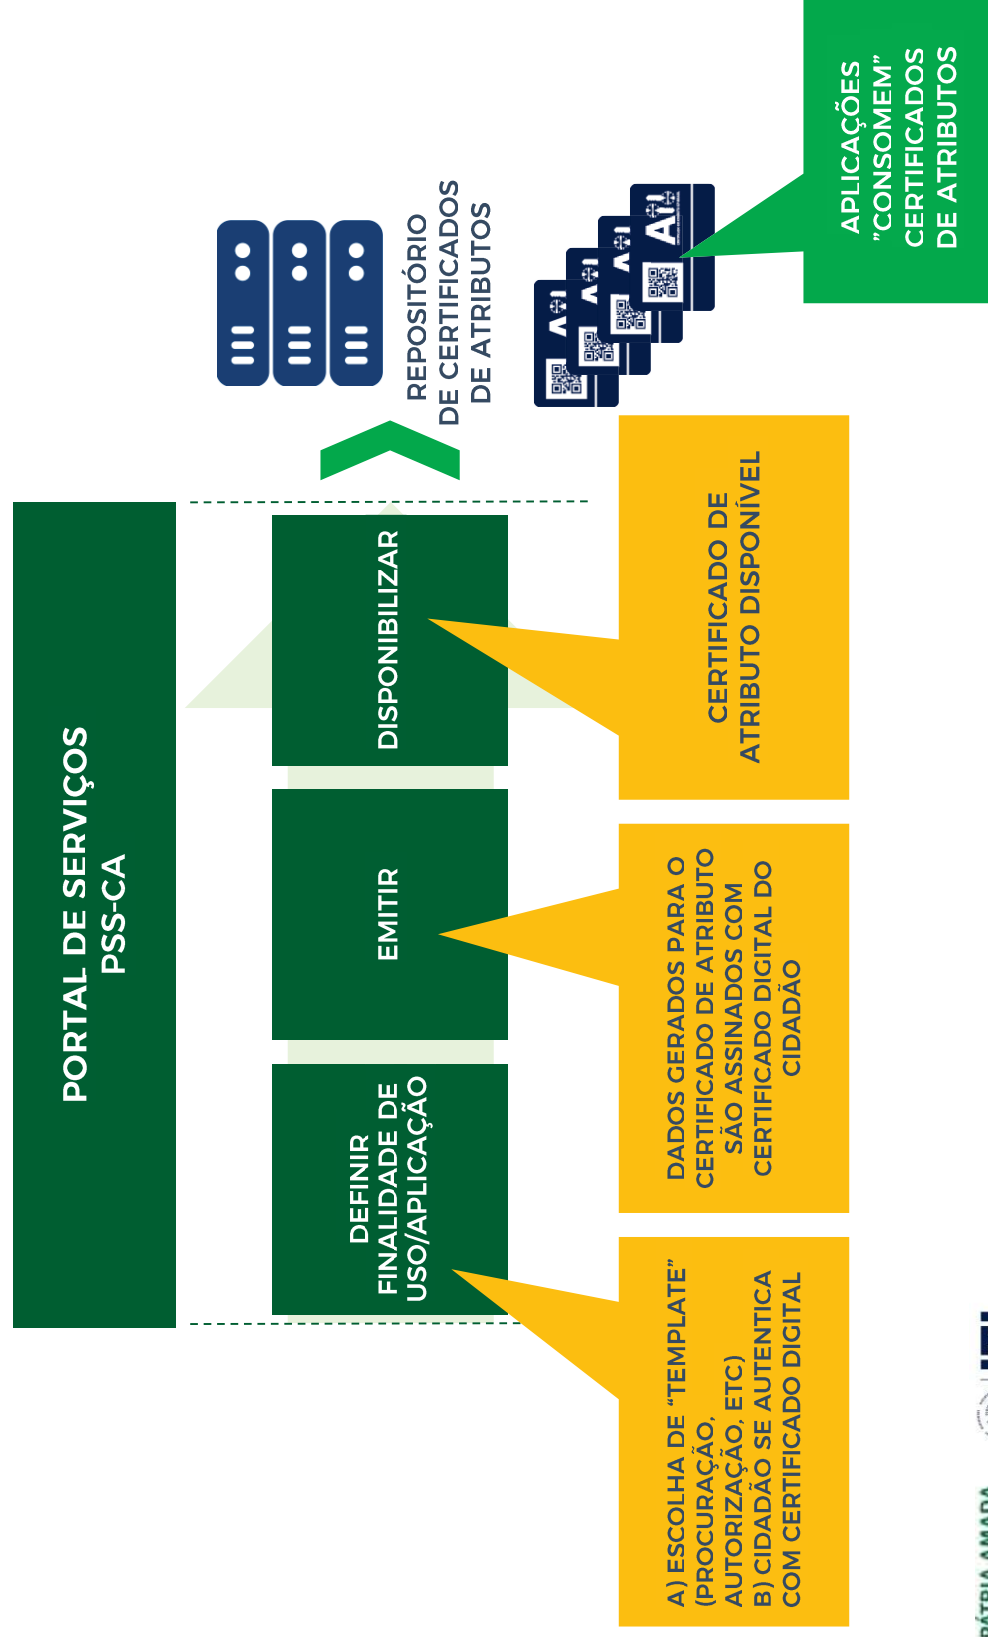 PORTAL DE SERVIÇOS
PSS-CA
DEFINIR
FINALIDADE DE
USO/APLICAÇÃO
EMITIR
DISPONIBILIZAR
REPOSITÓRIO
DE CERTIFICADOS
DE ATRIBUTOS
A) ESCOLHA DE “TEMPLATE”
(PROCURAÇÃO,
AUTORIZAÇÃO, ETC)
B) CIDADÃO SE AUTENTICA
COM CERTIFICADO DIGITAL
DADOS GERADOS PARA O
CERTIFICADO DE ATRIBUTO
SÃO ASSINADOS COM
CERTIFICADO DIGITAL DO
CIDADÃO
CERTIFICADO DE
ATRIBUTO DISPONÍVEL
APLICAÇÕES
”CONSOMEM”
CERTIFICADOS
DE ATRIBUTOS
PÁTRIA AMADA